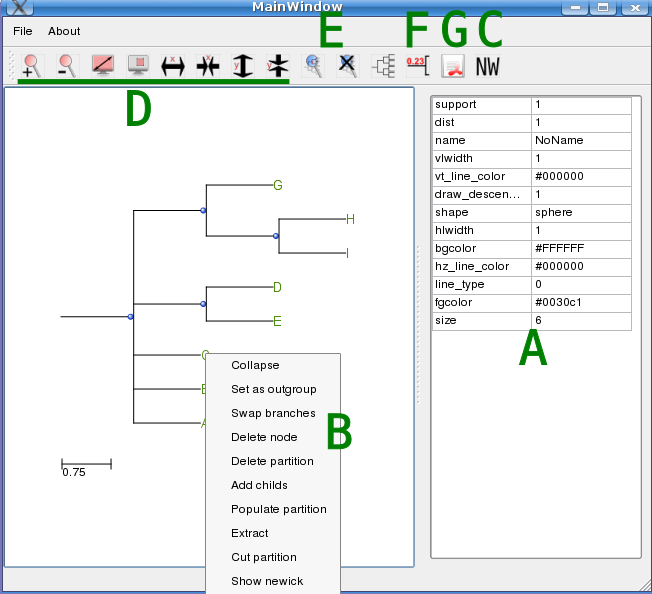 MainWindow
File About
E F G C
0.23 NW
x x y y
D
support 1
dist 1
name NoName
vlwidth 1
vt_line_color #000000
draw_descen... 1
shape sphere
hlwidth 1
bgcolor #FFFFFF
hz_line_color #000000
line_type 0
fgcolor #0030c1
size 6
A
G
H
I
D
E
C
B
A
0.75
Collapse
Set as outgroup
Swap branches
Delete node
Delete partition
Add childs
Populate partition
Extract
Cut partition
Show newick
B